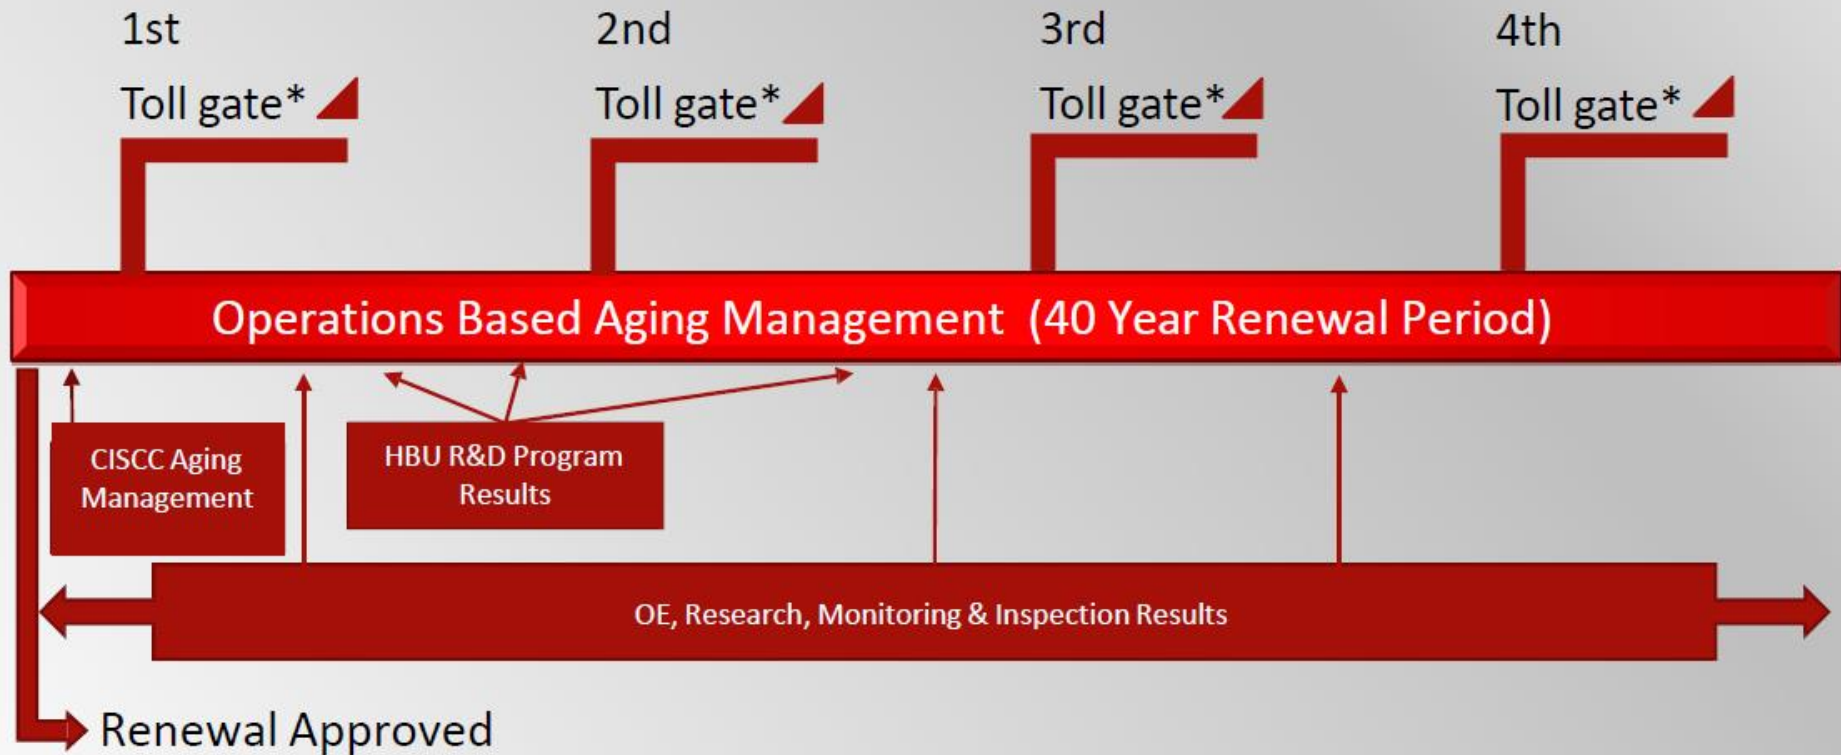 1st
Toll gate*
2nd
Toll gate*
3rd
Toll gate*
4th
Toll gate*
Operations Based Aging Management (40 Year Renewal Period)
CISCC Aging
Management
HBU R&D Program
Results
OE, Research, Monitoring & Inspection Results
Renewal Approved